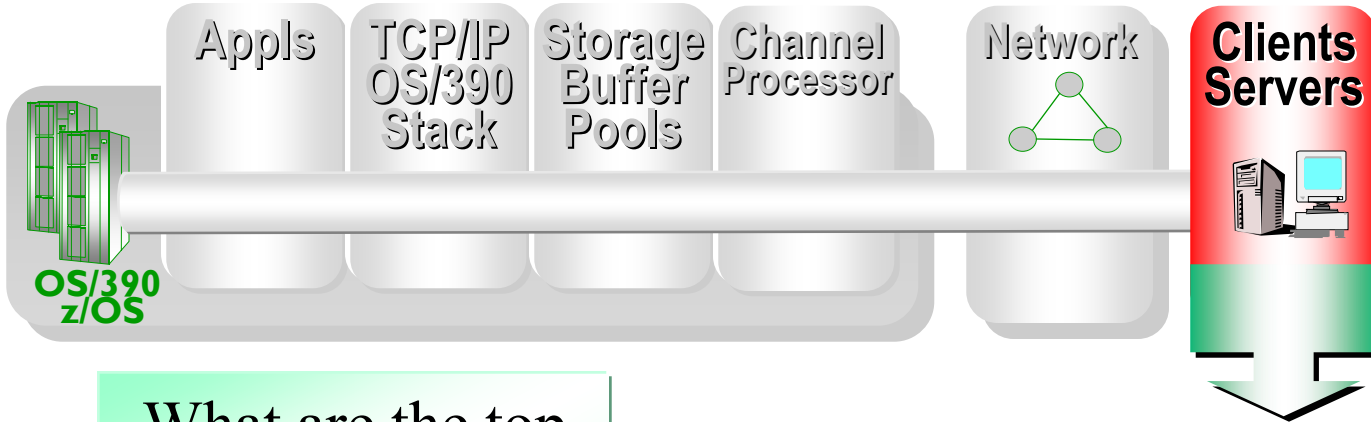 Appls
TCP/IP
OS/390
Stack
Storage
Buffer
Pools
Channel
Processor
Network
Clients
Servers
OS/390
z/OS
What are the top